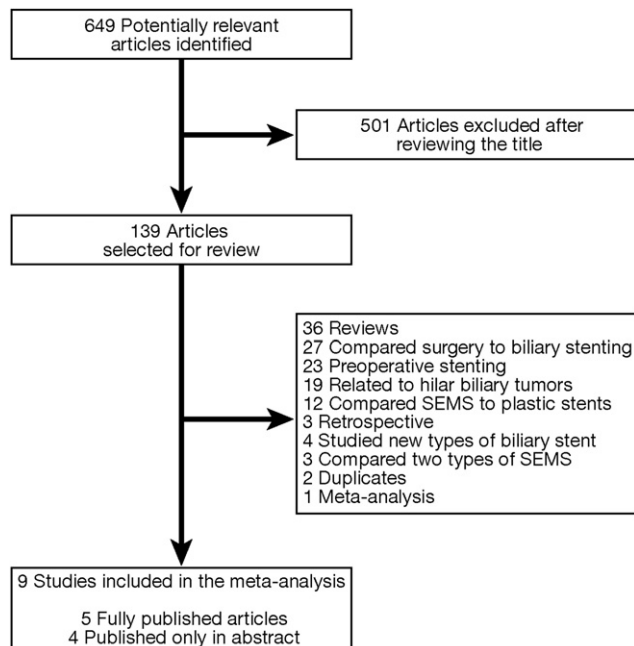 649 Potentially relevant
articles identified
501 Articles excluded after
reviewing the title
139 Articles
selected for review
36 Reviews
27 Compared surgery to biliary stenting
23 Preoperative stenting
19 Related to hilar biliary tumors
12 Compared SEMS to plastic stents
3 Retrospective
4 Studied new types of biliary stent
3 Compared two types of SEMS
2 Duplicates
1 Meta-analysis
9 Studies included in the meta-analysis
5 Fully published articles
4 Published only in abstract